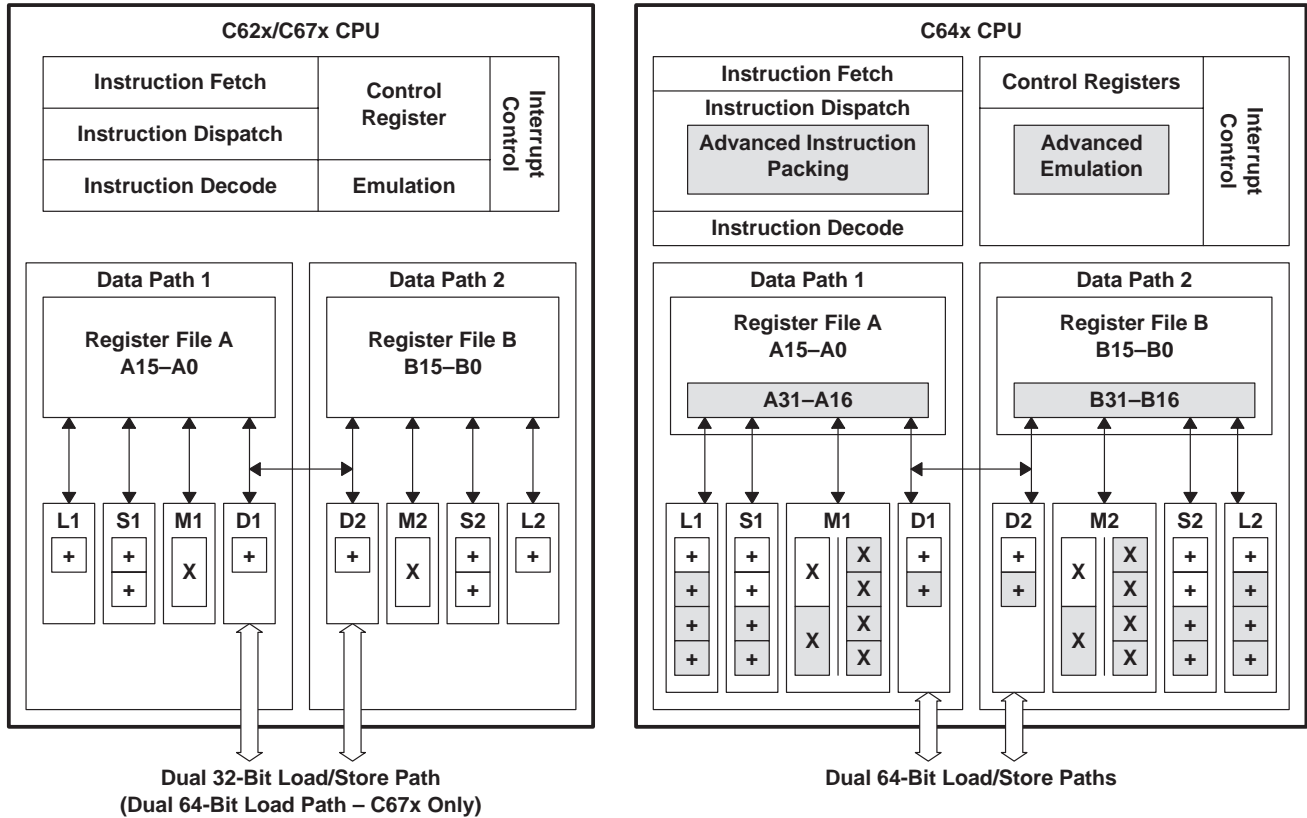 C62x/C67x CPU
Instruction Fetch
Instruction Dispatch
Instruction Decode
Control
Register
Emulation
Interrupt
Control
Data Path 1
Register File A
A15–A0
Data Path 2
Register File B
B15–B0
L1
+
S1
+
+
M1
X
D1
+
D2
+
M2
X
S2
+
+
L2
+
Dual 32-Bit Load/Store Path
(Dual 64-Bit Load Path – C67x Only)
C64x CPU
Instruction Fetch
Instruction Dispatch
Advanced Instruction
Packing
Instruction Decode
Control Registers
Advanced
Emulation
Interrupt
Control
Data Path 1
Register File A
A15–A0
A31–A16
Data Path 2
Register File B
B15–B0
B31–B16
L1
+
+
+
+
S1
+
+
+
+
M1
X
X
X
X
X
X
D1
+
+
D2
+
+
M2
X
X
X
X
X
X
S2
+
+
+
+
L2
+
+
+
+
Dual 64-Bit Load/Store Paths